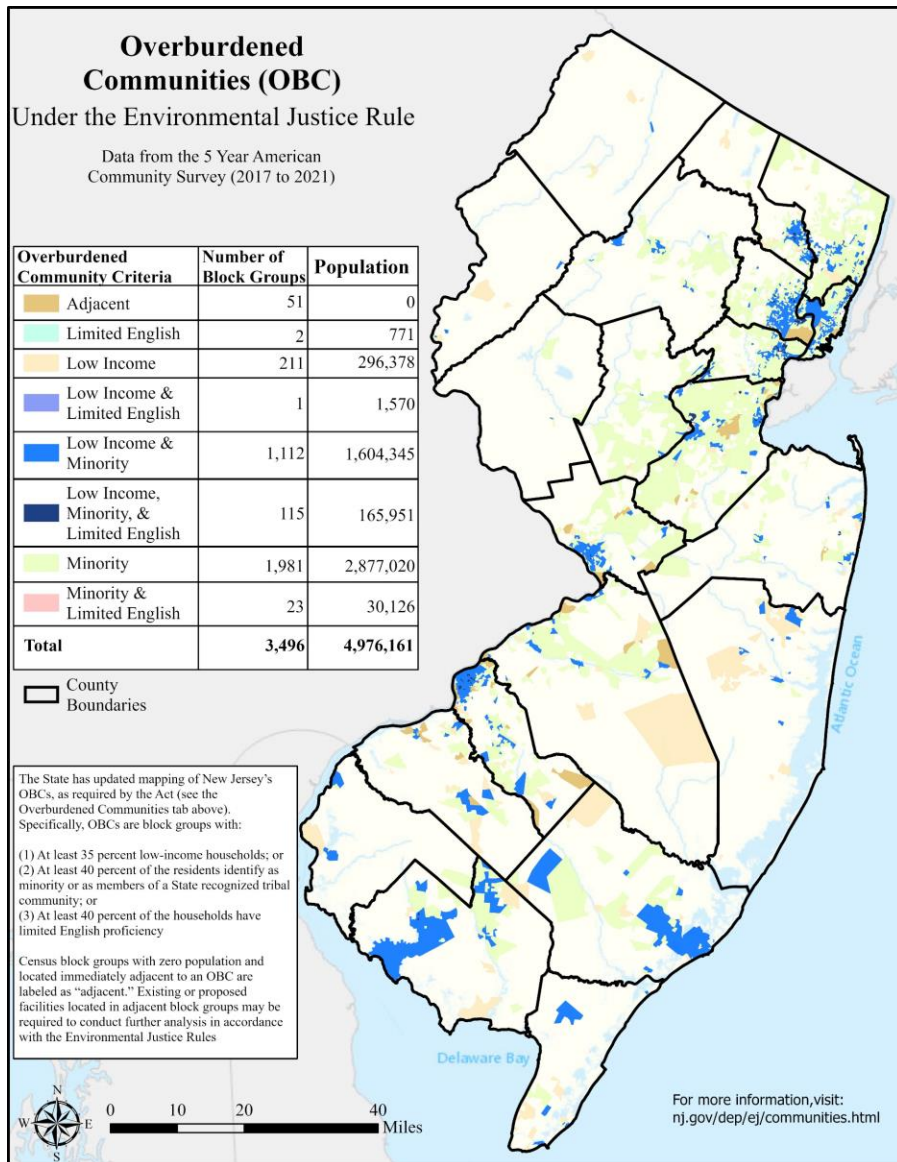 Overburdened
Communities (OBC)
Under the Environmental Justice Rule
Data from the 5 Year American
Community Survey (2017 to 2021)
Overburdened Community Criteria Number of Block Groups Population
Adjacent 51 0
Limited English 2 771
Low Income 211 296,378
Low Income & Limited English 1 1,570
Low Income & Minority 1,112 1,604,345
Low Income, Minority, & Limited English 115 165,951
Minority 1,981 2,877,020
Minority & Limited English 23 30,126
Total 3,496 4,976,161
County
Boundaries
The State has updated mapping of New Jersey's
OBCs, as required by the Act (see the
Overburdened Communities tab above).
Specifically, OBCs are block groups with:
(1) At least 35 percent low-income households; or
(2) At least 40 percent of the residents identify as
minority or as members of a State recognized tribal
community; or
(3) At least 40 percent of the households have
limited English proficiency
Census block groups with zero population and
located immediately adjacent to an OBC are
labeled as “adjacent.” Existing or proposed
facilities located in adjacent block groups may be
required to conduct further analysis in accordance
with the Environmental Justice Rules
Atlantic Ocean
Delaware Bay
N
W E
S
0 10 20 40
Miles
For more information,visit:
nj.gov/dep/ej/communities.html